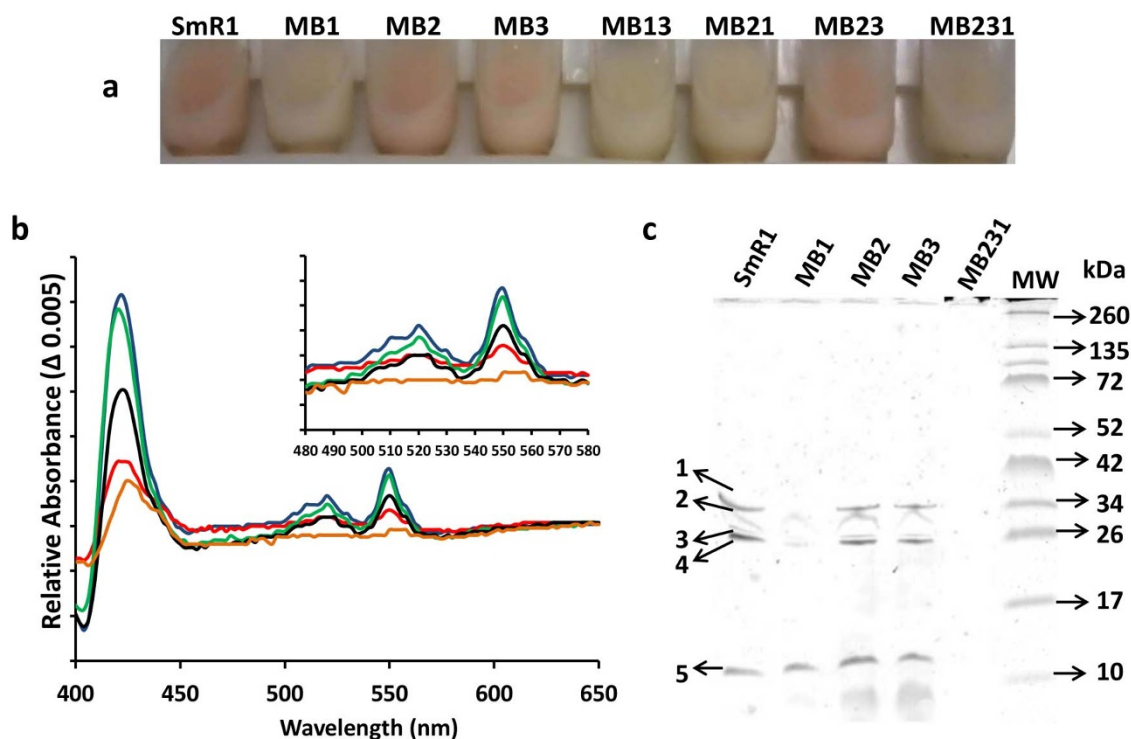 SmR1 MB1 MB2 MB3 MB13 MB21 MB23 MB231
a
b
Relative Absorbance (Δ 0.005)
480 490 500 510 520 530 540 550 560 570 580
400 450 500 550 600 650
Wavelength (nm)
c
SmR1 MB1 MB2 MB3 MB231 MW kDa
260
135
72
52
42
34
26
17
10
1
2
3
4
5